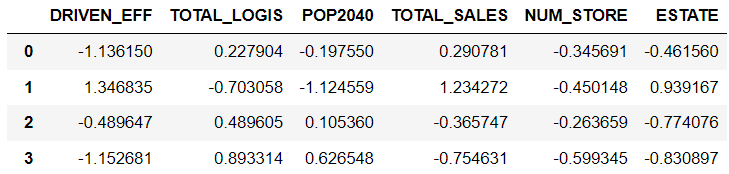 DRIVEN_EFF TOTAL_LOGIS POP2040 TOTAL_SALES NUM_STORE ESTATE
0 -1.136150 0.227904 -0.197550 0.290781 -0.345691 -0.461560
1 1.346835 -0.703058 -1.124559 1.234272 -0.450148 0.939167
2 -0.489647 0.489605 0.105360 -0.365747 -0.263659 -0.774076
3 -1.152681 0.893314 0.626548 -0.754631 -0.599345 -0.830897